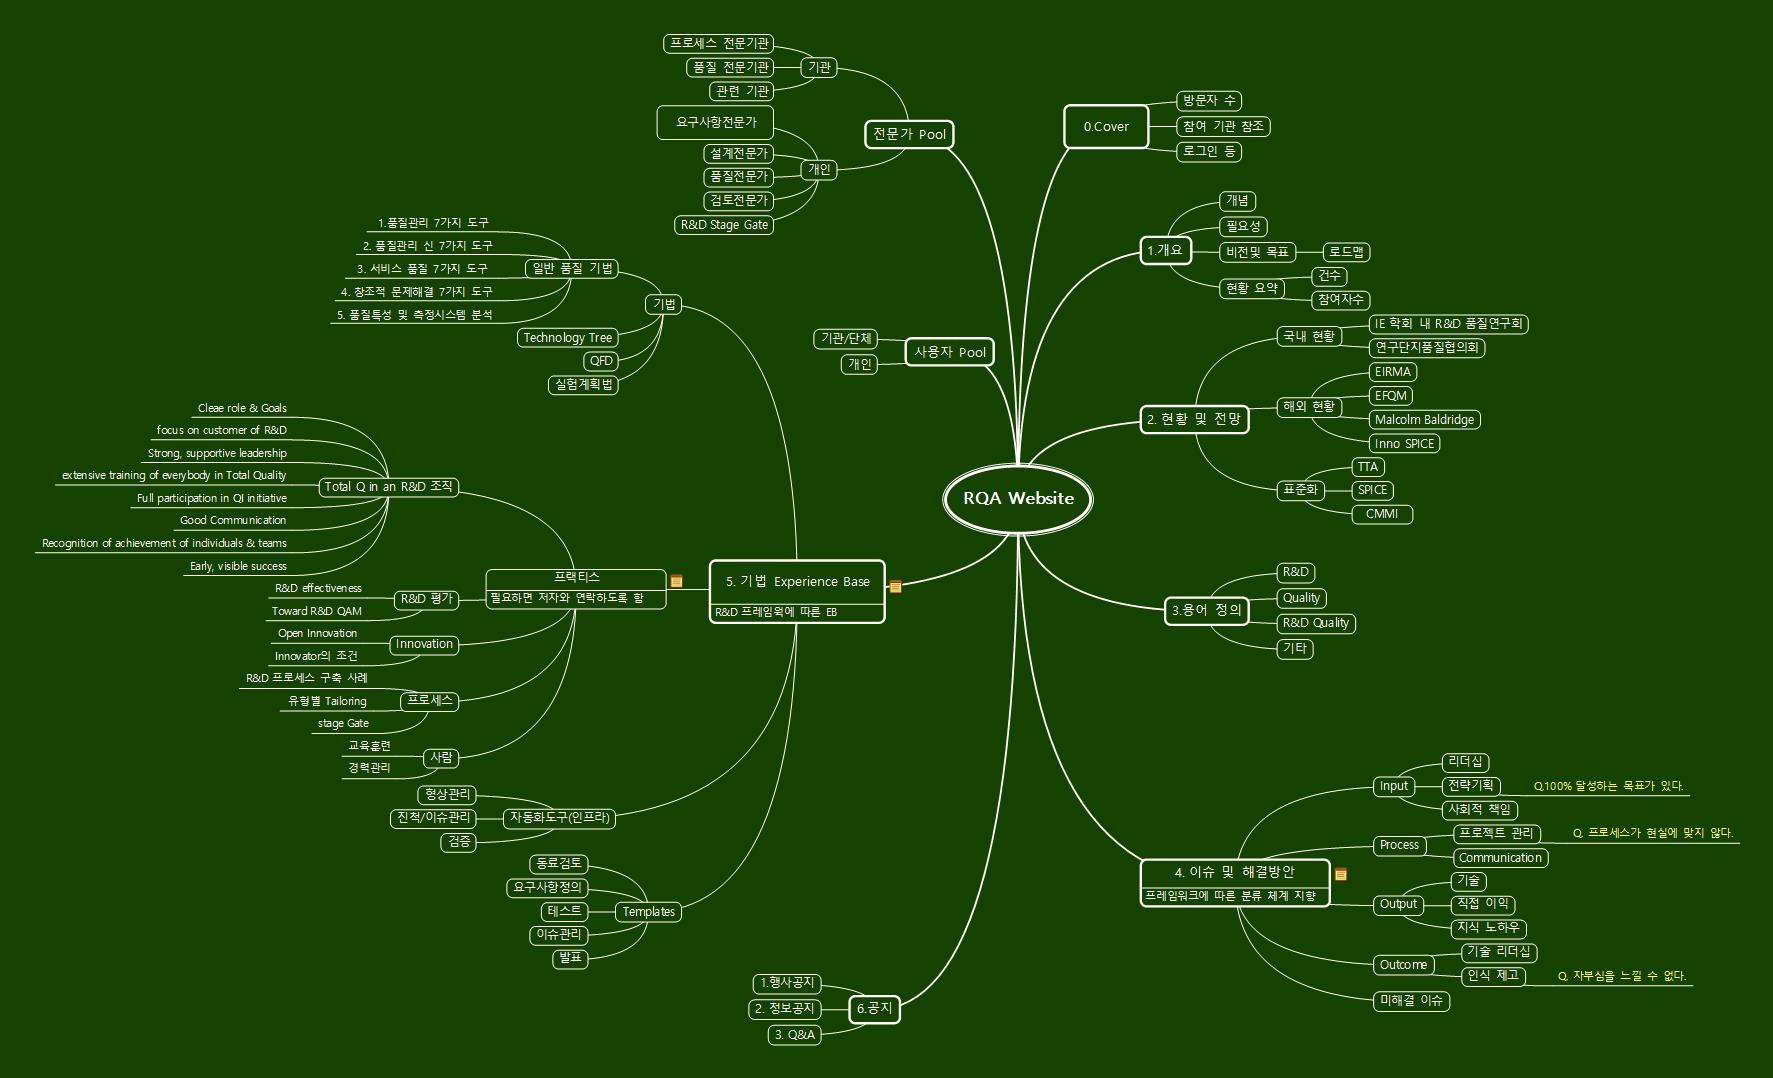 RQA Website
0.Cover
방문자 수
참여 기관 참조
로그인 등
1.개요
개념
필요성
비전및 목표
로드맵
현황 요약
건수
참여자수
2. 현황 및 전망
국내 현황
IE 학회 내 R&D 품질연구회
연구단지품질협의회
해외 현황
EIRMA
EFQM
Malcolm Baldridge
Inno SPICE
표준화
TTA
SPICE
CMMI
3.용어 정의
R&D
Quality
R&D Quality
기타
4. 이슈 및 해결방안
프레임워크에 따른 분류 체계 지향
Input
리더십
전략기획
Q.100% 달성하는 목표가 있다.
사회적 책임
Process
프로젝트 관리
Q. 프로세스가 현실에 맞지 않다.
Communication
Output
기술
직접 이익
지식 노하우
Outcome
기술 리더십
인식 제고
Q. 자부심을 느낄 수 없다.
미해결 이슈
전문가 Pool
기관
프로세스 전문기관
품질 전문기관
관련 기관
개인
요구사항전문가
설계전문가
품질전문가
검토전문가
R&D Stage Gate
사용자 Pool
기관/단체
개인
5. 기법 Experience Base
R&D 프레임웍에 따른 EB
기법
일반 품질 기법
1.품질관리 7가지 도구
2. 품질관리 신 7가지 도구
3. 서비스 품질 7가지 도구
4. 창조적 문제해결 7가지 도구
5. 품질특성 및 측정시스템 분석
Technology Tree
QFD
실험계획법
프랙티스
필요하면 저자와 연락하도록 함
Total Q in an R&D 조직
Cleae role & Goals
focus on customer of R&D
Strong, supportive leadership
extensive training of everybody in Total Quality
Full participation in QI initiative
Good Communication
Recognition of achievement of individuals & teams
Early, visible success
R&D 평가
R&D effectiveness
Toward R&D QAM
Innovation
Open Innovation
Innovator의 조건
프로세스
R&D 프로세스 구축 사례
유형별 Tailoring
stage Gate
사람
교육훈련
경력관리
자동화도구(인프라)
형상관리
진척/이슈관리
검증
Templates
동료검토
요구사항정의
테스트
이슈관리
발표
6.공지
1.행사공지
2. 정보공지
3. Q&A